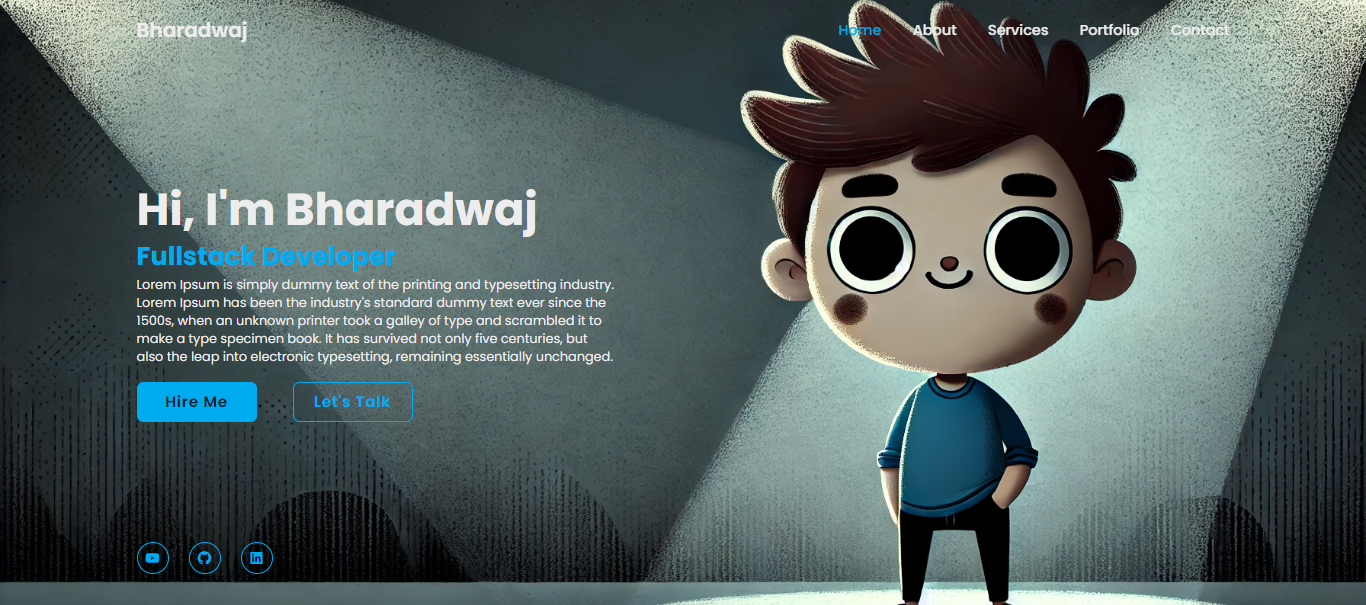 Bharadwaj
Home About Services Portfolio Contact
Hi, I'm Bharadwaj
Fullstack Developer
Lorem Ipsum is simply dummy text of the printing and typesetting industry.
Lorem Ipsum has been the industry's standard dummy text ever since the
1500s, when an unknown printer took a galley of type and scrambled it to
make a type specimen book. It has survived not only five centuries, but
also the leap into electronic typesetting, remaining essentially unchanged.
Hire Me
Let's Talk
in